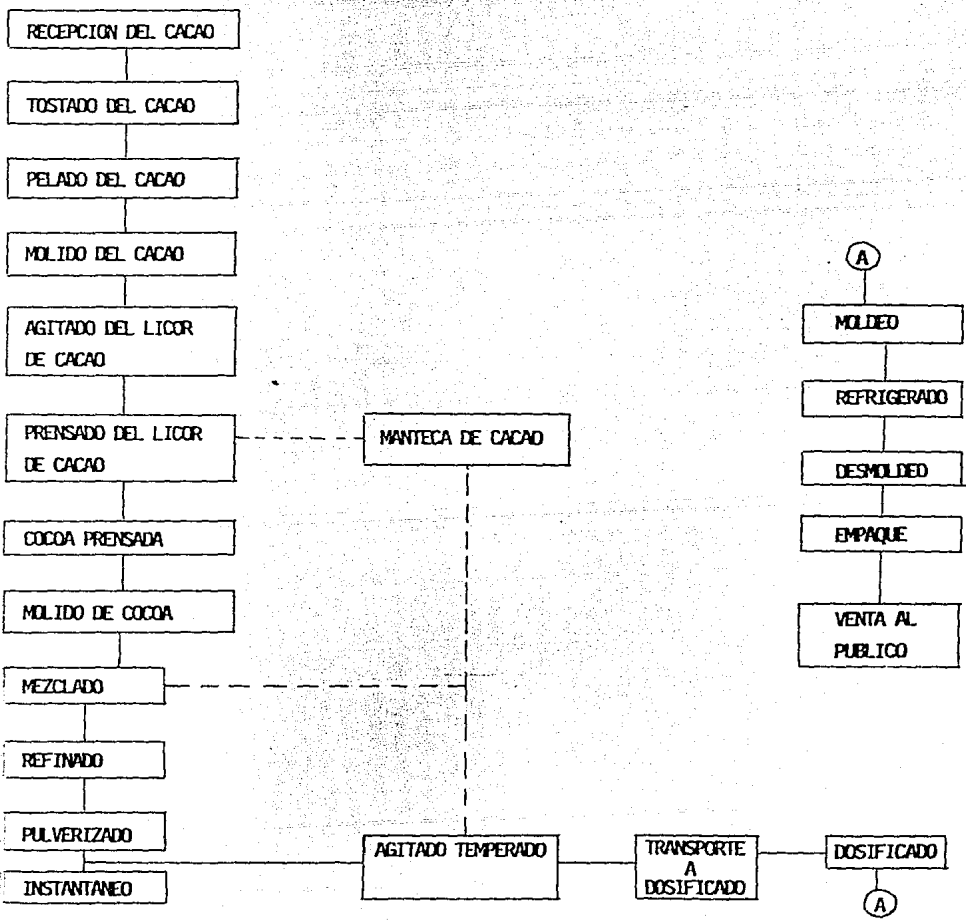 RECEPCION DEL CACAO
TOSTADO DEL CACAO
PELADO DEL CACAO
MOLIDO DEL CACAO
AGITADO DEL LICOR
DE CACAO
PRENSADO DEL LICOR
DE CACAO
MANTECA DE CACAO
COCOA PRENSADA
MOLIDO DE COCOA
MEZCLADO
REFINADO
PULVERIZADO
INSTANTANEO
AGITADO TEMPERADO
TRANSPORTE
A
DOSIFICADO
DOSIFICADO
A
A
MOLDEO
REFRIGERADO
DESMOLDEO
EMPAQUE
VENTA AL
PUBLICO